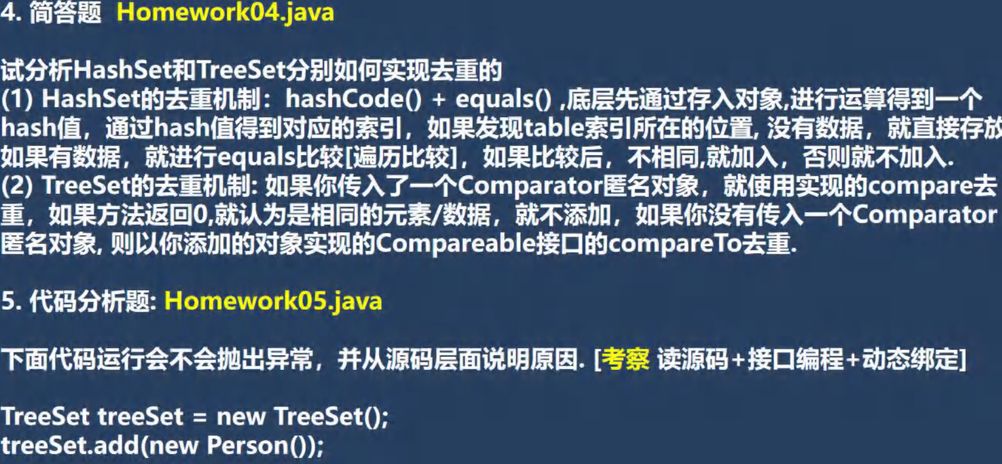 4. 简答题 Homework04.java
试分析HashSet和TreeSet分别如何实现去重的
(1) HashSet的去重机制：hashCode() + equals() ,底层先通过存入对象,进行运算得到一个
hash值，通过hash值得到对应的索引，如果发现table索引所在的位置, 没有数据，就直接存放
如果有数据，就进行equals比较[遍历比较]，如果比较后，不相同,就加入，否则就不加入.
(2) TreeSet的去重机制: 如果你传入了一个Comparator匿名对象，就使用实现的compare去
重，如果方法返回0,就认为是相同的元素/数据，就不添加，如果你没有传入一个Comparator
匿名对象, 则以你添加的对象实现的Compareable接口的compareTo去重.
5. 代码分析题: Homework05.java
下面代码运行会不会抛出异常，并从源码层面说明原因. [考察 读源码+接口编程+动态绑定]
TreeSet treeSet = new TreeSet();
treeSet.add(new Person());